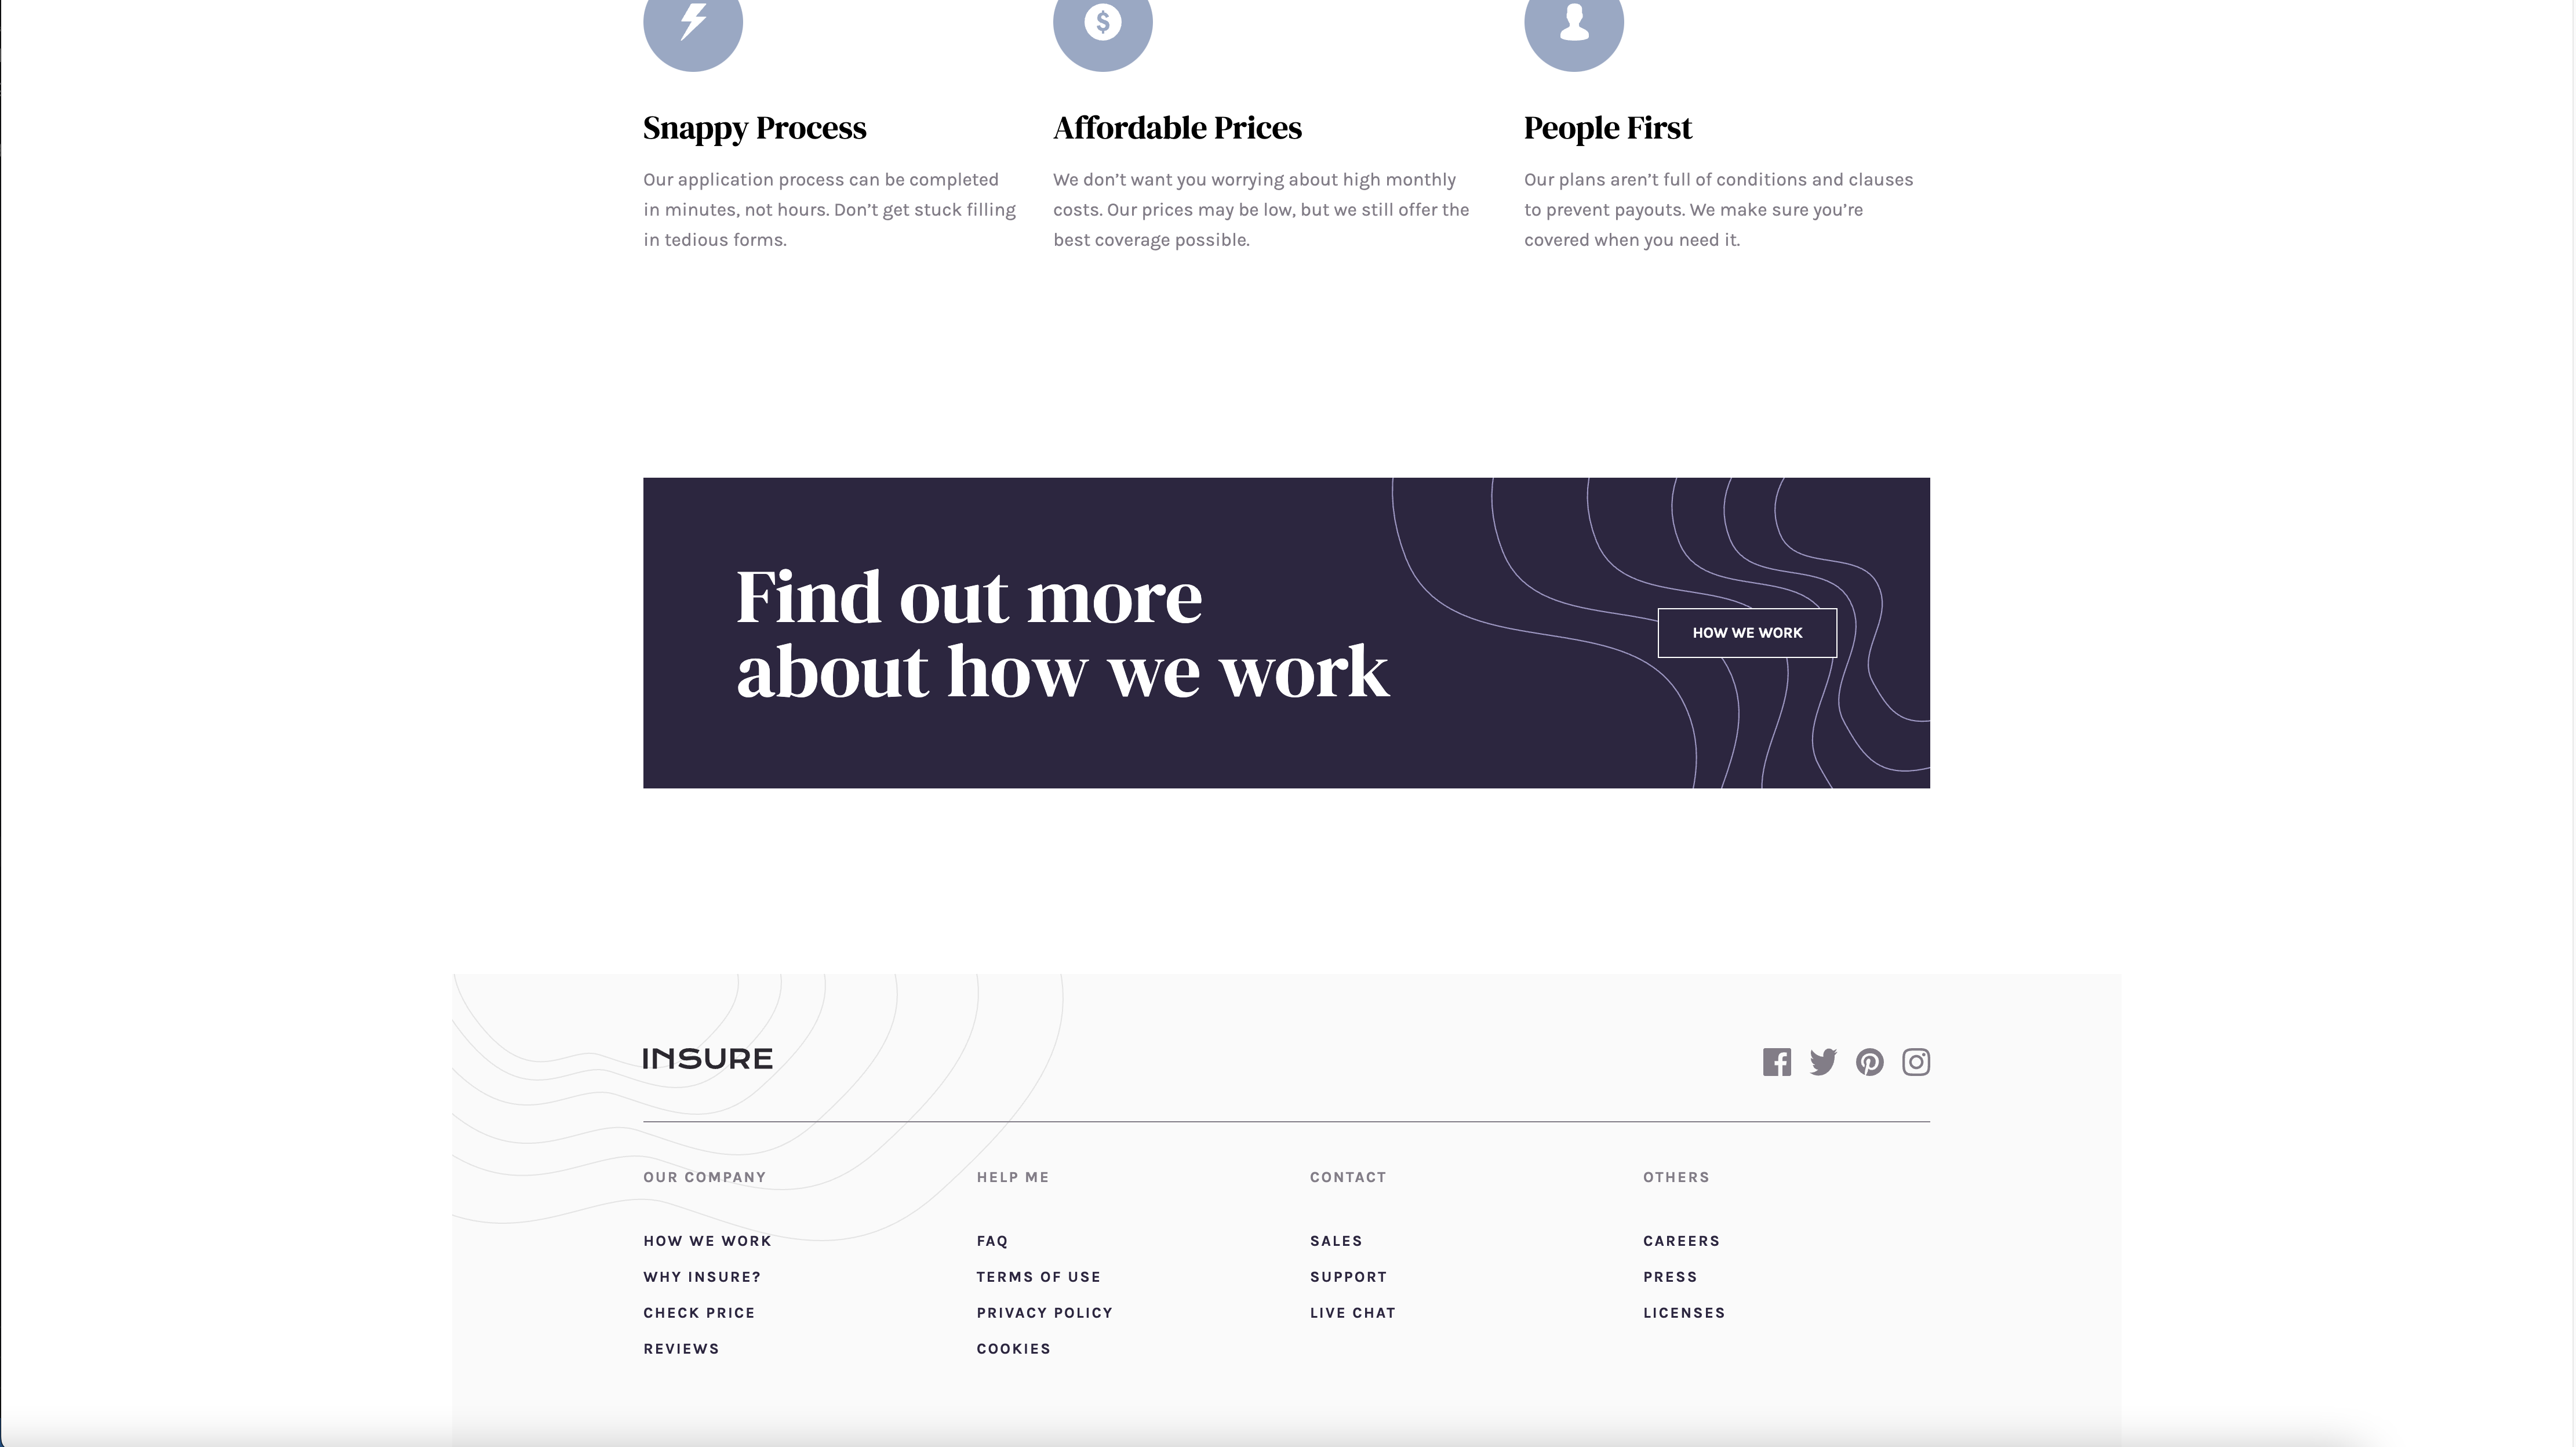 Snappy Process
Our application process can be completed
in minutes, not hours. Don’t get stuck filling
in tedious forms.
Affordable Prices
We don’t want you worrying about high monthly
costs. Our prices may be low, but we still offer the
best coverage possible.
People First
Our plans aren’t full of conditions and clauses
to prevent payouts. We make sure you’re
covered when you need it.
Find out more
about how we work
HOW WE WORK
INSURE
OUR COMPANY
HOW WE WORK
WHY INSURE?
CHECK PRICE
REVIEWS
HELP ME
FAQ
TERMS OF USE
PRIVACY POLICY
COOKIES
CONTACT
SALES
SUPPORT
LIVE CHAT
OTHERS
CAREERS
PRESS
LICENSES